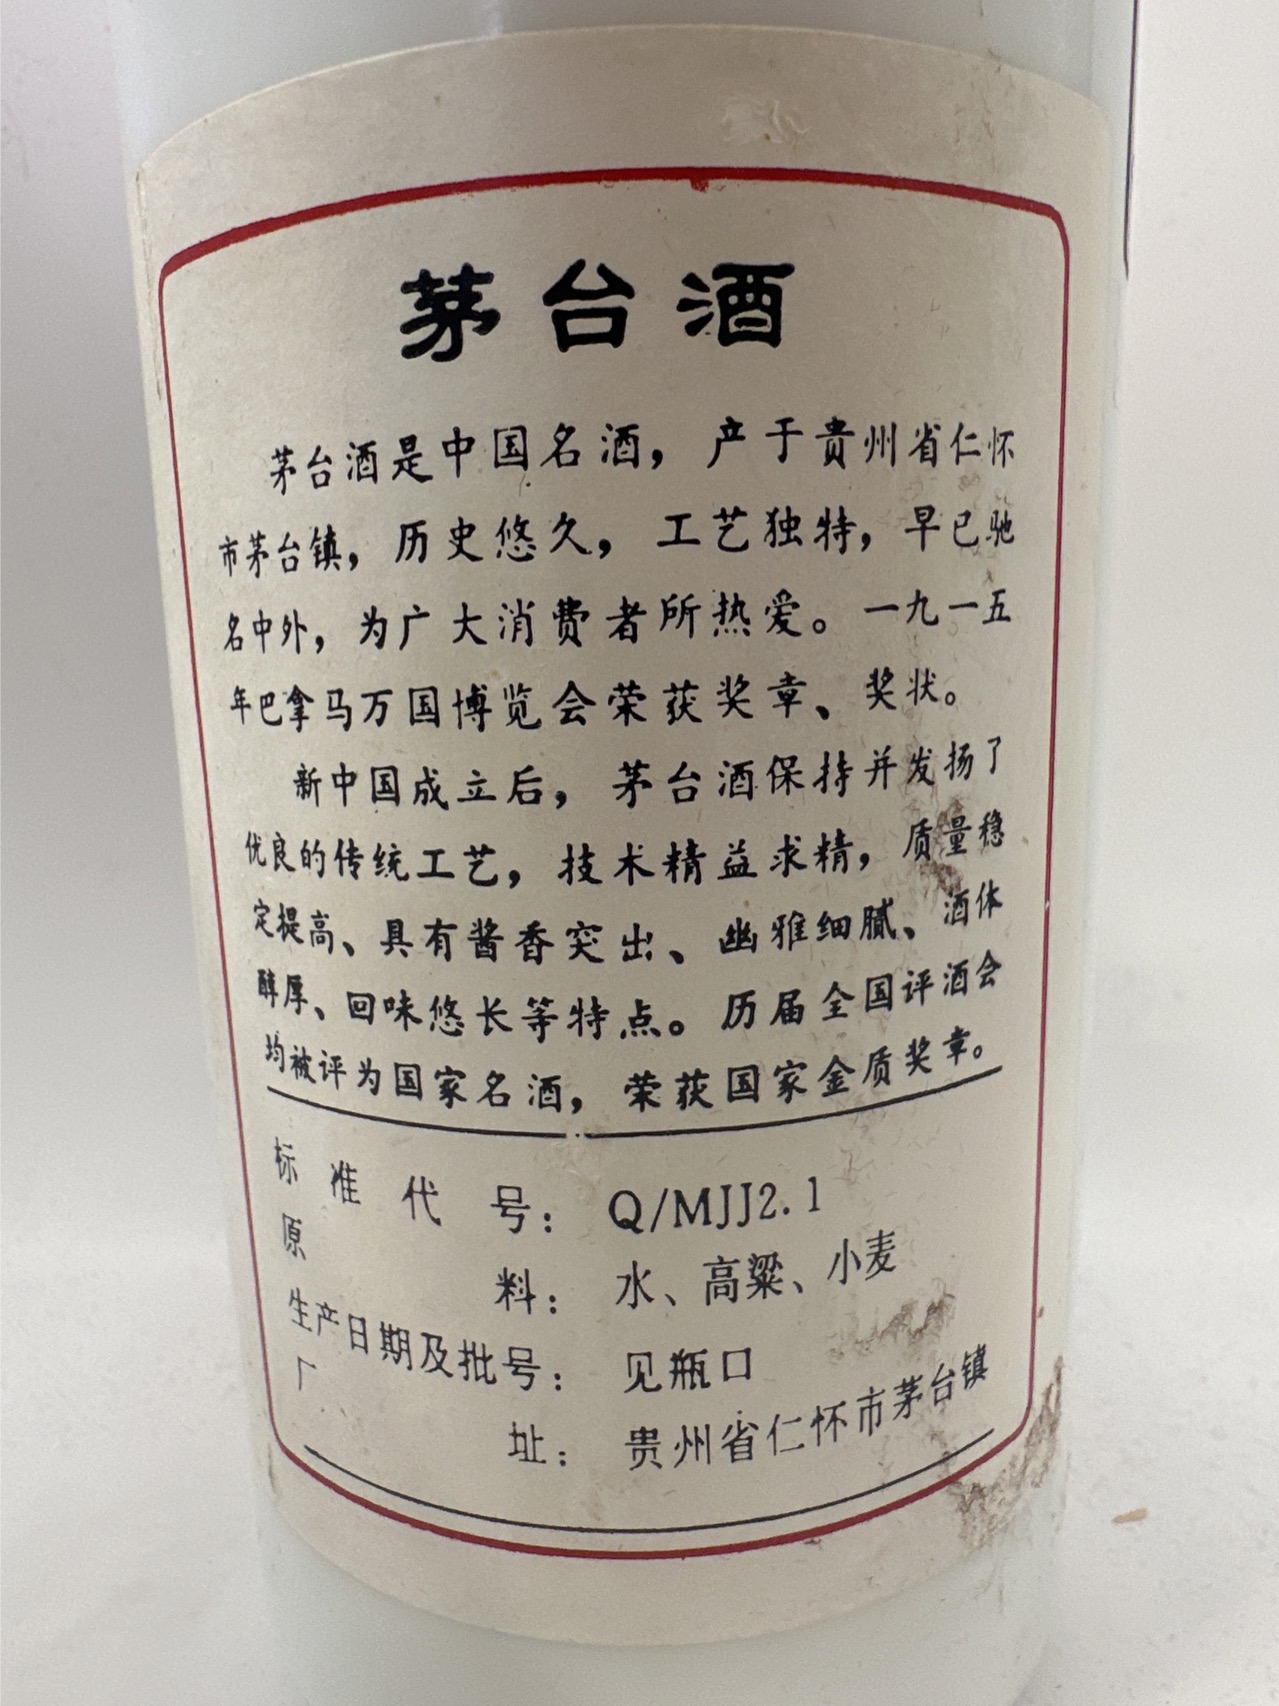 茅台酒
茅台酒是中国名酒，产于贵州省仁怀
市茅台镇，历史悠久，工艺独特，早已驰
名中外，为广大消费者所热爱。一九一五
年巴拿马万国博览会荣获奖章、奖状。
新中国成立后，茅台酒保持并发扬了
优良的传统工艺，技术精益求精，质量稳
定提高、具有酱香突出、幽雅细腻、酒体
醇厚、回味悠长等特点。历届全国评酒会
均被评为国家名酒，荣获国家金质奖章。
标准代号：Q/MJJ2.1
原料：水、高粱、小麦
生产日期及批号：见瓶口
厂址：贵州省仁怀市茅台镇